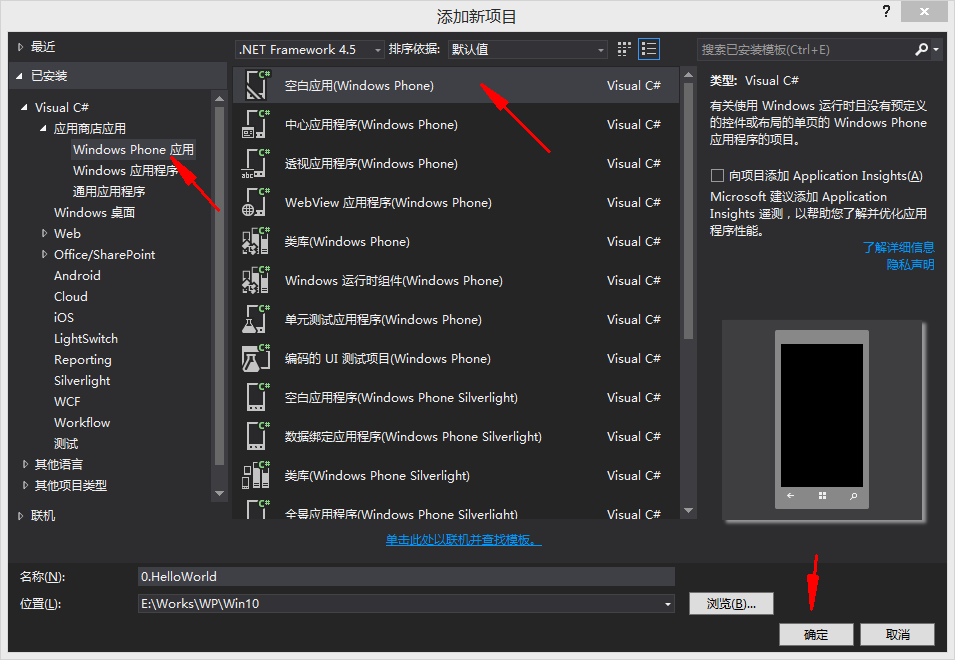 添加新项目
?
最近
已安装
Visual C#
应用商店应用
Windows Phone 应用
Windows 应用程序
通用应用程序
Windows 桌面
Web
Office/SharePoint
Android
Cloud
iOS
LightSwitch
Reporting
Silverlight
WCF
Workflow
测试
其他语言
其他项目类型
联机
.NET Framework 4.5 排序依据: 默认值
空白应用(Windows Phone) Visual C#
中心应用程序(Windows Phone) Visual C#
透视应用程序(Windows Phone) Visual C#
WebView 应用程序(Windows Phone) Visual C#
类库(Windows Phone) Visual C#
Windows 运行时组件(Windows Phone) Visual C#
单元测试应用程序(Windows Phone) Visual C#
编码的 UI 测试项目(Windows Phone) Visual C#
空白应用程序(Windows Phone Silverlight) Visual C#
数据绑定应用程序(Windows Phone Silverlight) Visual C#
类库(Windows Phone Silverlight) Visual C#
全景应用程序(Windows Phone Silverlight) Visual C#
单击此处以联机并查找模板。
搜索已安装模板(Ctrl+E)
类型: Visual C#
有关使用 Windows 运行时且没有预定义
的控件或布局的单页的 Windows Phone
应用程序的项目。
向项目添加 Application Insights(A)
Microsoft 建议添加 Application
Insights 遥测，以帮助您了解并优化应用
程序性能。
了解详细信息
隐私声明
名称(N): 0.HelloWorld
位置(L): E:\Works\WP\Win10
浏览(B)...
确定
取消